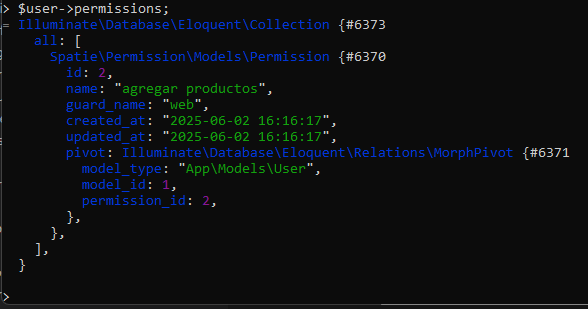 > $user->permissions;
= Illuminate\Database\Eloquent\Collection {#6373
    all: [
      Spatie\Permission\Models\Permission {#6370
        id: 2,
        name: "agregar productos",
        guard_name: "web",
        created_at: "2025-06-02 16:16:17",
        updated_at: "2025-06-02 16:16:17",
        pivot: Illuminate\Database\Eloquent\Relations\MorphPivot {#6371
          model_type: "App\Models\User",
          model_id: 1,
          permission_id: 2,
        },
      },
    ],
  }
>